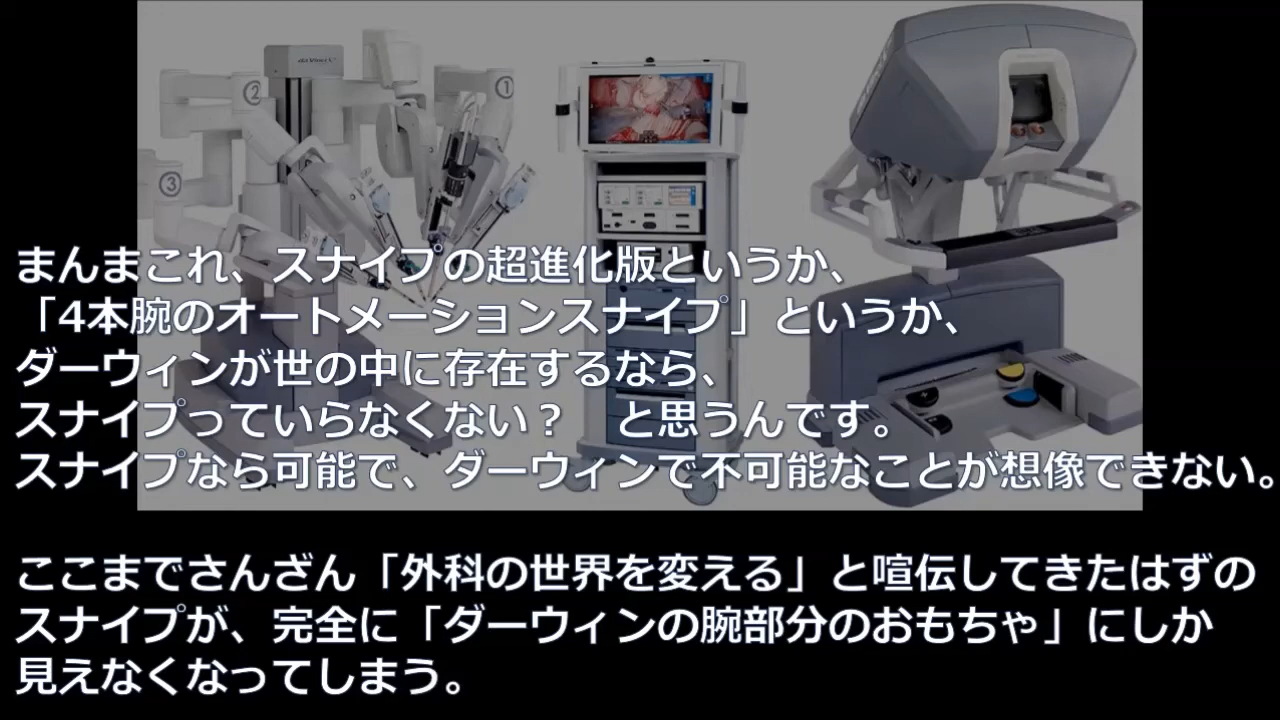 da Vinci
②
①
③
まんまこれ、スナイプの超進化版というか、
「4本腕のオートメーションスナイプ」というか、
ダーウィンが世の中に存在するなら、
スナイプっていらなくない？　と思うんです。
スナイプなら可能で、ダーウィンで不可能なことが想像できない。
ここまでさんざん「外科の世界を変える」と喧伝してきたはずの
スナイプが、完全に「ダーウィンの腕部分のおもちゃ」にしか
見えなくなってしまう。